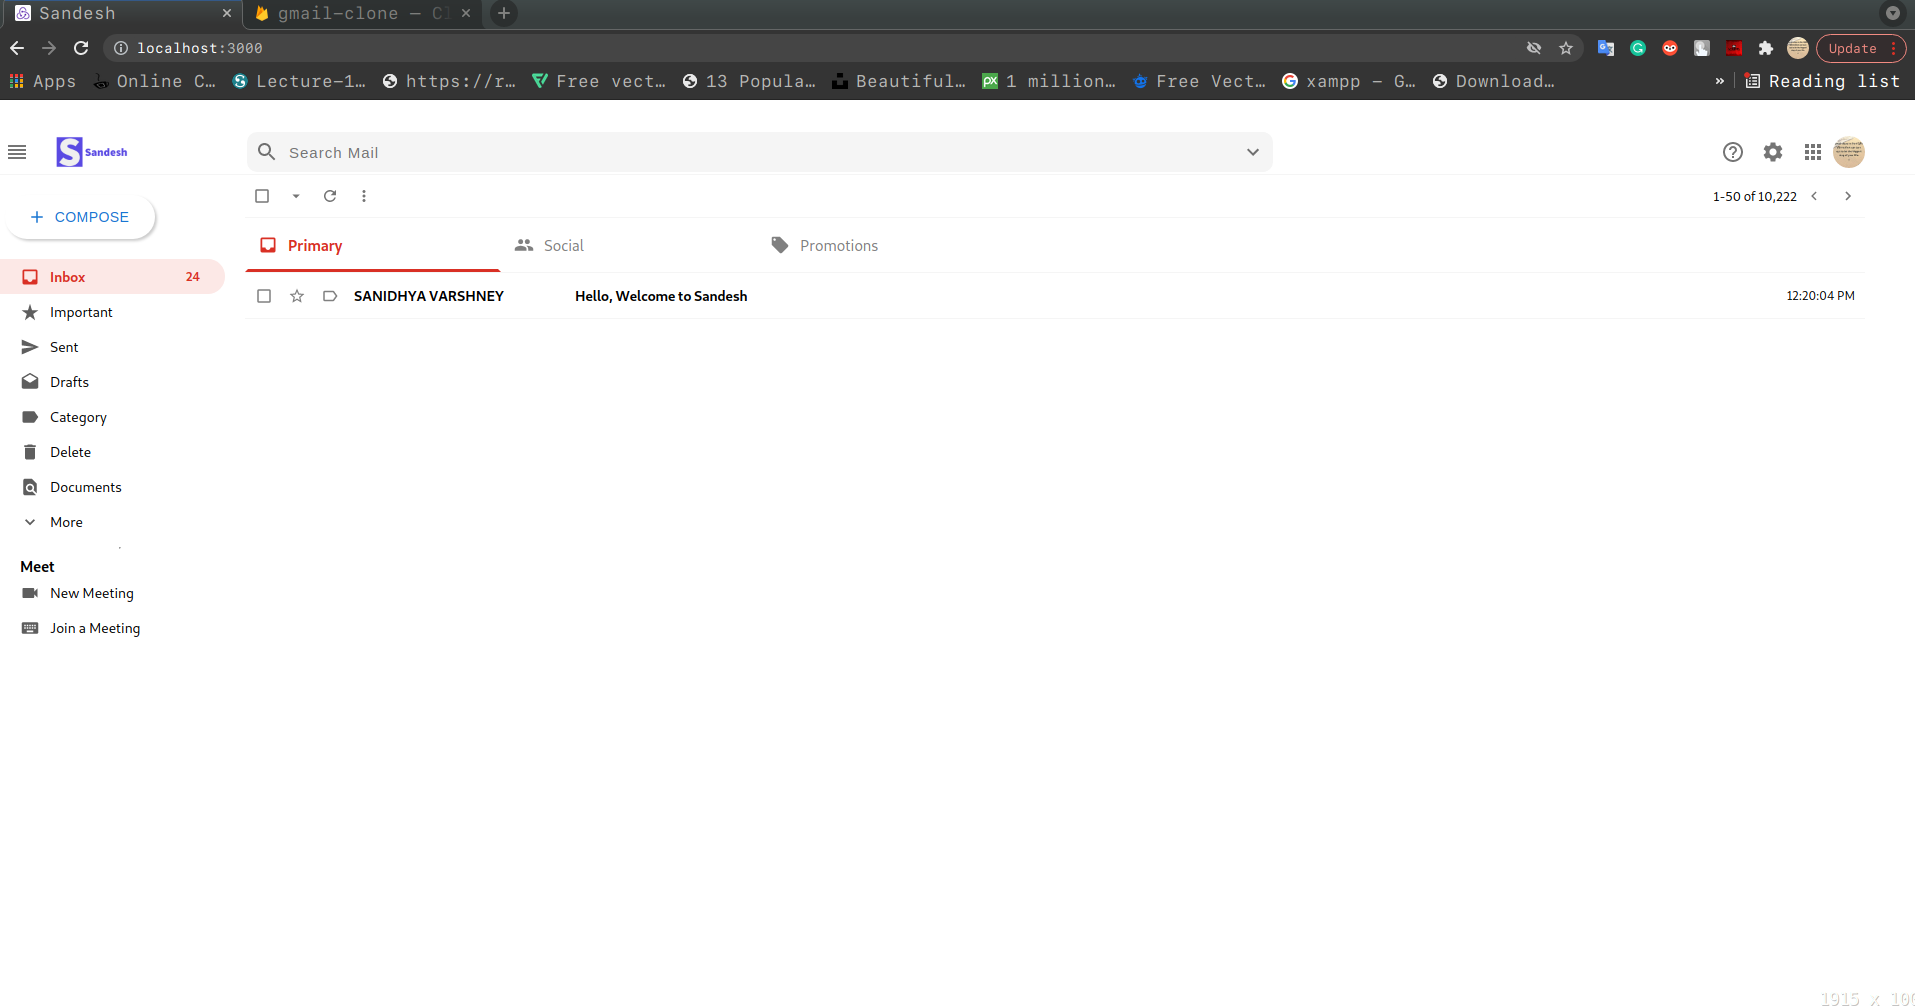 Sandesh
gmail-clone — Cl
localhost:3000
Update
Apps
Online C…
Lecture-1…
https://r…
Free vect…
13 Popula…
Beautiful…
1 million…
Free Vect…
xampp - G…
Download…
»
Reading list
S Sandesh
Search Mail
COMPOSE
1-50 of 10,222
Primary
Social
Promotions
Inbox 24
SANIDHYA VARSHNEY Hello, Welcome to Sandesh 12:20:04 PM
Important
Sent
Drafts
Category
Delete
Documents
More
Meet
New Meeting
Join a Meeting
1915 x 100